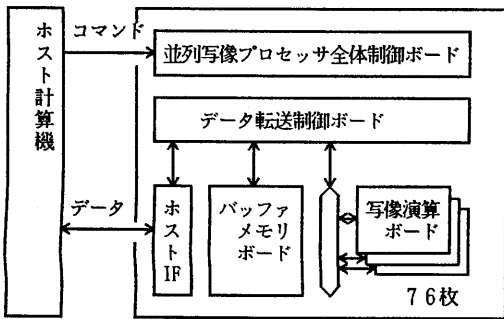 ホスト計算機
コマンド
並列写像プロセッサ全体制御ボード
データ転送制御ボード
データ
ホスト
IF
バッファ
メモリ
ボード
写像演算
ボード
76枚